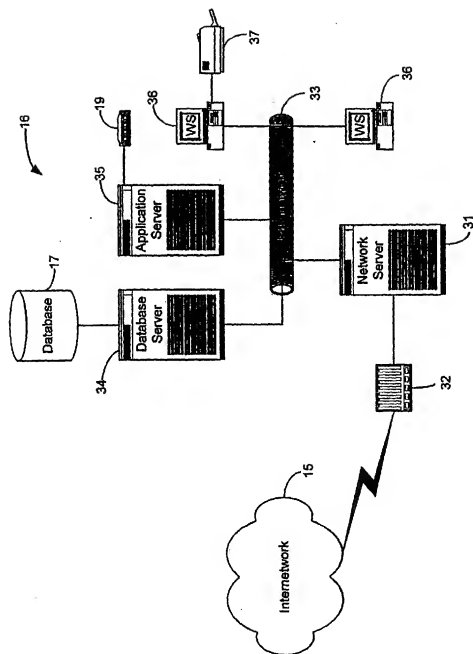 16
17
Database
34
Database
Server
35
Application
Server
19
36
WS
37
33
WS
36
Network
Server
31
32
15
Internetwork